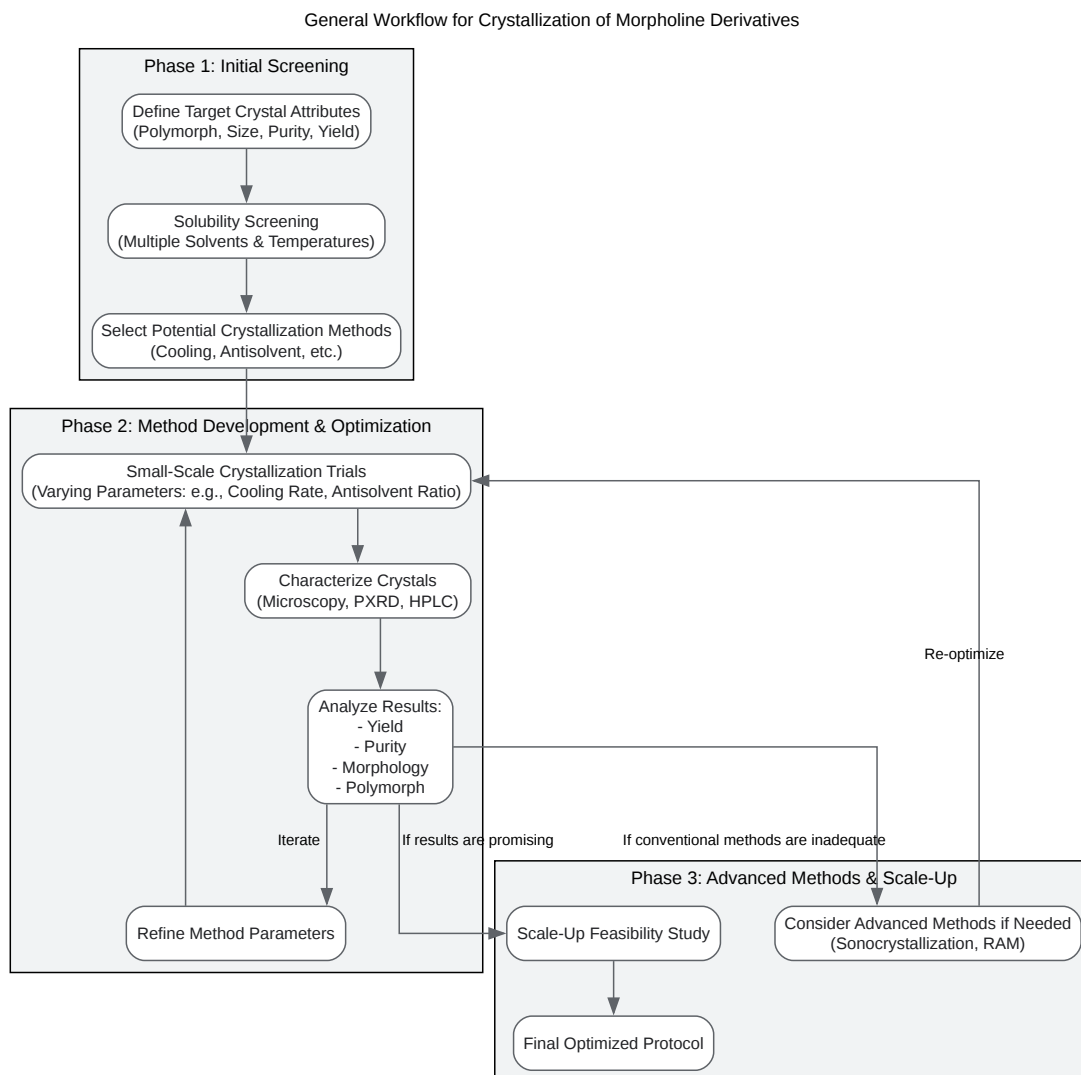 General Workflow for Crystallization of Morpholine Derivatives
Phase 1: Initial Screening
Define Target Crystal Attributes
(Polymorph, Size, Purity, Yield)
Solubility Screening
(Multiple Solvents & Temperatures)
Select Potential Crystallization Methods
(Cooling, Antisolvent, etc.)
Phase 2: Method Development & Optimization
Small-Scale Crystallization Trials
(Varying Parameters: e.g., Cooling Rate, Antisolvent Ratio)
Characterize Crystals
(Microscopy, PXRD, HPLC)
Re-optimize
Analyze Results:
- Yield
- Purity
- Morphology
- Polymorph
Iterate
If results are promising
If conventional methods are inadequate
Phase 3: Advanced Methods & Scale-Up
Refine Method Parameters
Scale-Up Feasibility Study
Consider Advanced Methods if Needed
(Sonocrystallization, RAM)
Final Optimized Protocol